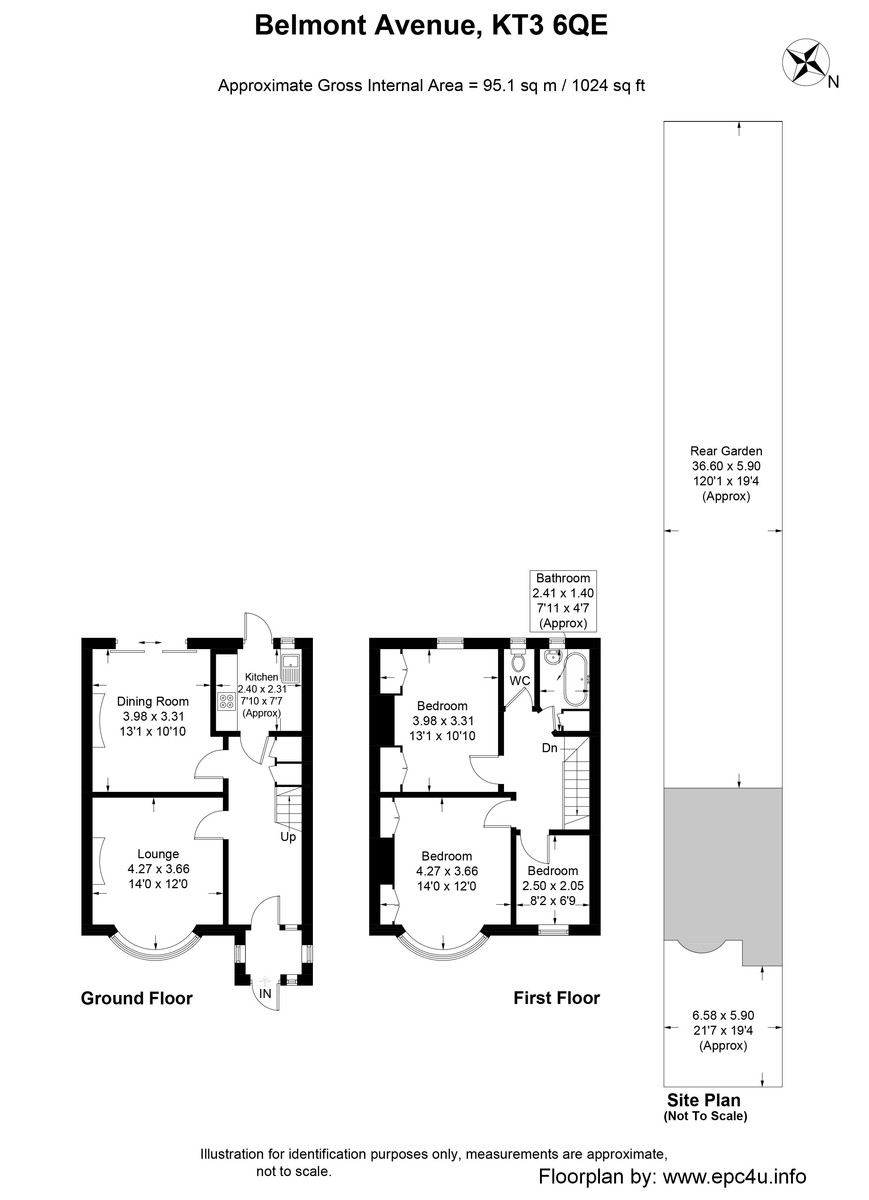 Belmont Avenue, KT3 6QE
Approximate Gross Internal Area = 95.1 sq m / 1024 sq ft
N
Rear Garden
36.60 x 5.90
120'1 x 19'4
(Approx)
Bathroom
2.41 x 1.40
7'11 x 4'7
(Approx)
Kitchen
2.40 x 2.31
7'10 x 7'7
(Approx)
Dining Room
3.98 x 3.31
13'1 x 10'10
Up
Lounge
4.27 x 3.66
14'0 x 12'0
IN
Ground Floor
WC
Bedroom
3.98 x 3.31
13'1 x 10'10
Dn
Bedroom
4.27 x 3.66
14'0 x 12'0
Bedroom
2.50 x 2.05
8'2 x 6'9
First Floor
6.58 x 5.90
21'7 x 19'4
(Approx)
Site Plan
(Not To Scale)
Illustration for identification purposes only, measurements are approximate,
not to scale.
Floorplan by: www.epc4u.info